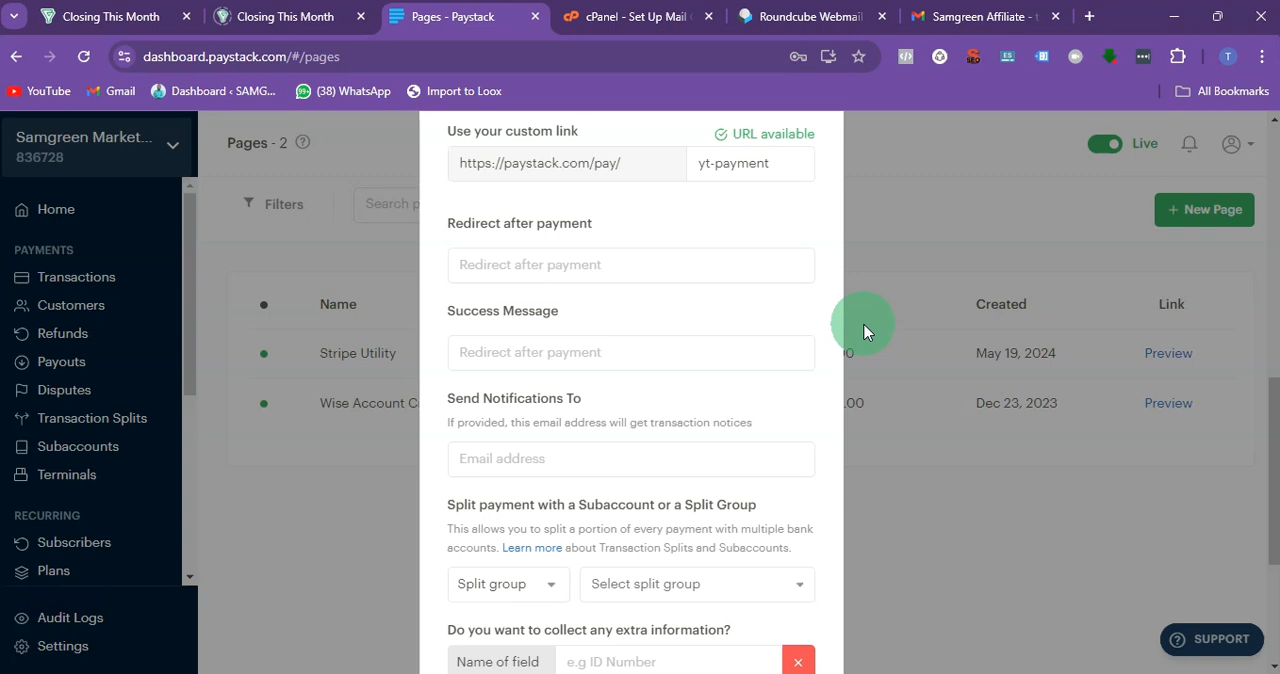 Closing This Month
Closing This Month
Pages - Paystack
cPanel - Set Up Mail
Roundcube Webmail
Samgreen Affiliate -
dashboard.paystack.com/#/pages
T
YouTube
Gmail
Dashboard ‹ SAMG...
(38) WhatsApp
Import to Loox
All Bookmarks
Samgreen Market...
836728
Home
PAYMENTS
Transactions
Customers
Refunds
Payouts
Disputes
Transaction Splits
Subaccounts
Terminals
RECURRING
Subscribers
Plans
Audit Logs
Settings
Pages - 2
Live
Filters
Search p
+ New Page
Name
Created
Link
Stripe Utility
May 19, 2024
Preview
Wise Account C
.00
Dec 23, 2023
Preview
Use your custom link
URL available
https://paystack.com/pay/
yt-payment
Redirect after payment
Redirect after payment
Success Message
Redirect after payment
Send Notifications To
If provided, this email address will get transaction notices
Email address
Split payment with a Subaccount or a Split Group
This allows you to split a portion of every payment with multiple bank
accounts. Learn more about Transaction Splits and Subaccounts.
Split group
Select split group
Do you want to collect any extra information?
Name of field
e.g ID Number
SUPPORT